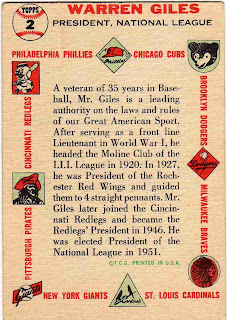 TOPPS
2
WARREN GILES
PRESIDENT, NATIONAL LEAGUE
PHILADELPHIA PHILLIES
CHICAGO CUBS
CINCINNATI REDLEGS
BROOKLYN DODGERS
A veteran of 35 years in Base-
ball, Mr. Giles is a leading
authority on the laws and rules
of our Great American Sport.
After serving as a front line
Lieutenant in World War I, he
headed the Moline Club of the
I.I.I. League in 1920. In 1927,
he was President of the Roch-
ester Red Wings and guided
them to 4 straight pennants. Mr.
Giles later joined the Cincin-
nati Redlegs and became the
Redlegs' President in 1946. He
was elected President of the
National League in 1951.
©T.C.G. PRINTED IN U.S.A.
PITTSBURGH PIRATES
MILWAUKEE BRAVES
Giants
NEW YORK GIANTS
ST. LOUIS CARDINALS